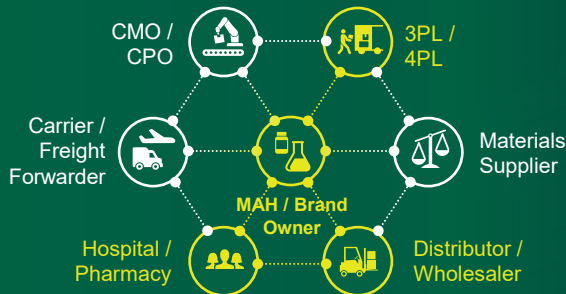 CMO /
CPO
3PL /
4PL
Carrier /
Freight
Forwarder
Materials
Supplier
MAH / Brand
Owner
Hospital /
Pharmacy
Distributor /
Wholesaler